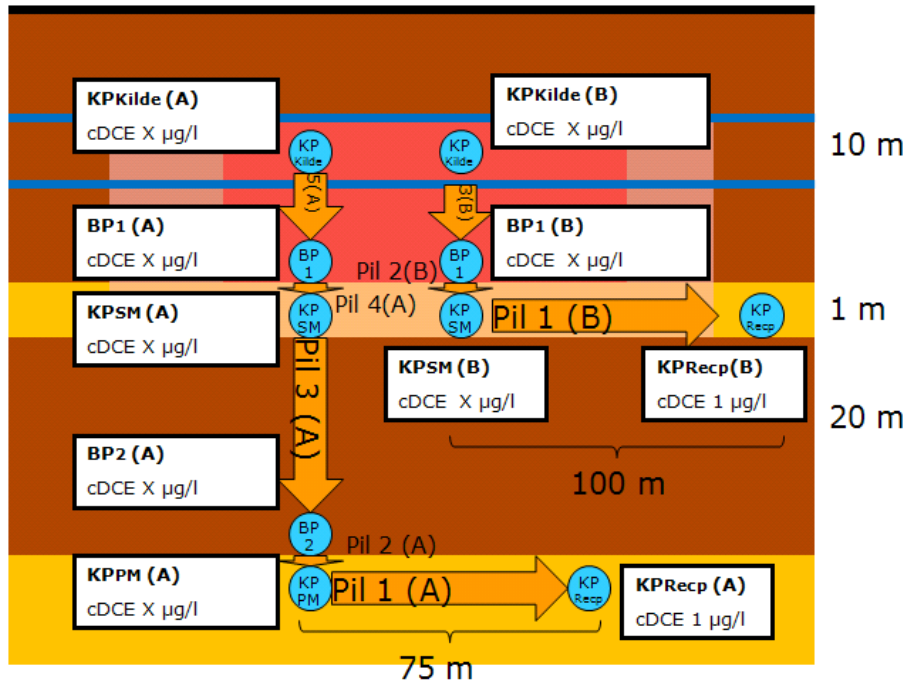 KPKilde (A)
cDCE X µg/l
KPKilde (B)
cDCE X µg/l
10 m
KP
Kilde
KP
Kilde
5(A)
3(B)
BP1 (A)
cDCE X µg/l
BP1 (B)
cDCE X µg/l
BP
1
BP
1
Pil 2(B)
Pil 4(A)
KPSM (A)
cDCE X µg/l
KP
SM
KP
SM
Pil 1 (B)
KP
Recp
1 m
Pil 3 (A)
KPSM (B)
cDCE X µg/l
KPRecp(B)
cDCE 1 µg/l
20 m
100 m
BP2 (A)
cDCE X µg/l
BP
2
Pil 2 (A)
KPPM (A)
cDCE X µg/l
KP
PM
Pil 1 (A)
KP
Recp
KPRecp (A)
cDCE 1 µg/l
75 m